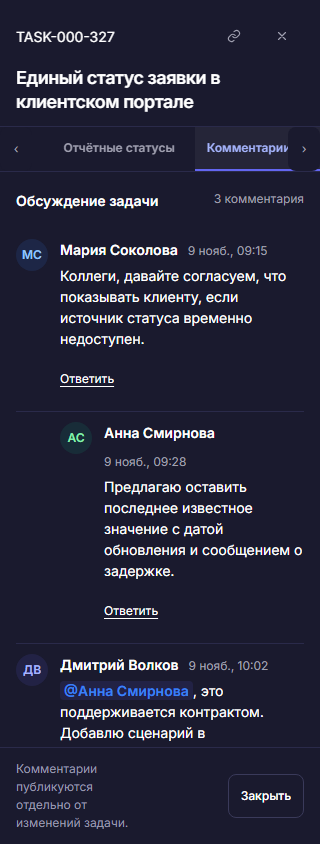 TASK-000-327
Единый статус заявки в
клиентском портале
‹ Отчётные статусы Комментарии ›
Обсуждение задачи 3 комментария
МС Мария Соколова 9 нояб., 09:15
Коллеги, давайте согласуем, что
показывать клиенту, если
источник статуса временно
недоступен.
Ответить
АС Анна Смирнова
9 нояб., 09:28
Предлагаю оставить
последнее известное
значение с датой
обновления и сообщением о
задержке.
Ответить
ДВ Дмитрий Волков 9 нояб., 10:02
@Анна Смирнова, это
поддерживается контрактом.
Добавлю сценарий в
Комментарии
публикуются
отдельно от
изменений задачи.
Закрыть